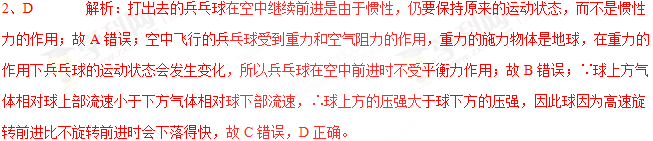 2、D 解析：打出去的兵乓球在空中继续前进是由于惯性，仍要保持原来的运动状态，而不是惯性
力的作用；故 A 错误；空中飞行的乒乓球受到重力和空气阻力的作用，重力的施力物体是地球，在重力的
作用下兵乓球的运动状态会发生变化，所以兵乓球在空中前进时不受平衡力作用；故 B 错误；∵球上方气
体相对球上部流速小于下方气体相对球下部流速，∴球上方的压强大于球下方的压强，因此球因为高速旋
转前进比不旋转前进时会下落得快，故 C 错误，D 正确。